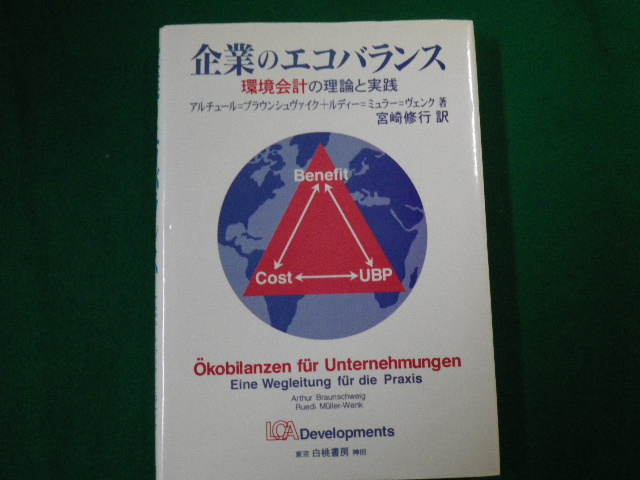 企業のエコバランス
環境会計の理論と実践
アルチュール=ブラウンシュヴァイク+ルディー=ミュラー=ヴェンク 著
宮崎修行 訳
Benefit
Cost
UBP
Ökobilanzen für Unternehmungen
Eine Wegleitung für die Praxis
Arthur Braunschweig
Ruedi Müller-Wenk
LCA Developments
東京 白桃書房 神田